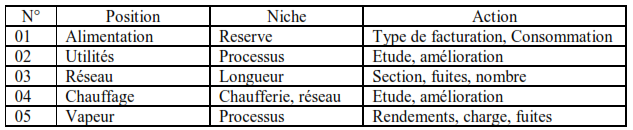 N° Position Niche Action
01 Alimentation Reserve Type de facturation, Consommation
02 Utilités Processus Etude, amélioration
03 Réseau Longueur Section, fuites, nombre
04 Chauffage Chaufferie, réseau Etude, amélioration
05 Vapeur Processus Rendements, charge, fuites